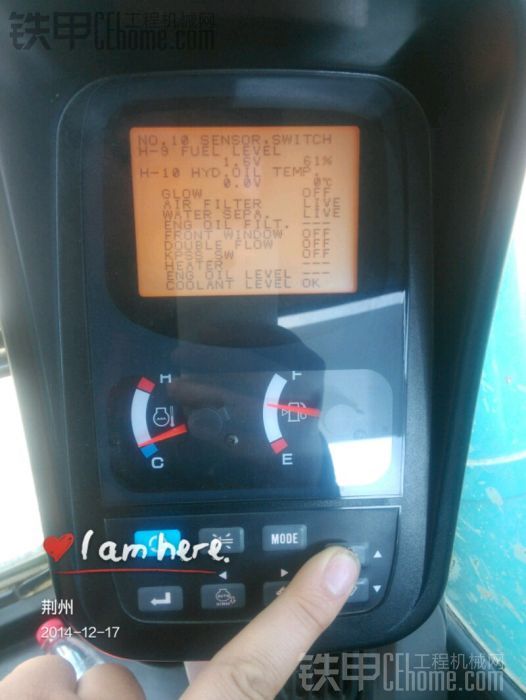 铁甲 工程机械网
CEhome.com
NO.10 SENSOR,SWITCH
H-9 FUEL LEVEL
1.6V 61%
H-10 HYD.OIL TEMP.
0.0V 0℃
GLOW OFF
AIR FILTER LIVE
WATER SEPA. LIVE
ENG OIL FILT. ---
FRONT WINDOW OFF
DOUBLE FLOW OFF
KPSS SW OFF
HEATER ---
ENG OIL LEVEL ---
COOLANT LEVEL OK
H F
C E
MODE
I am here.
荆州
2014-12-17
铁甲 工程机械网
CEhome.com